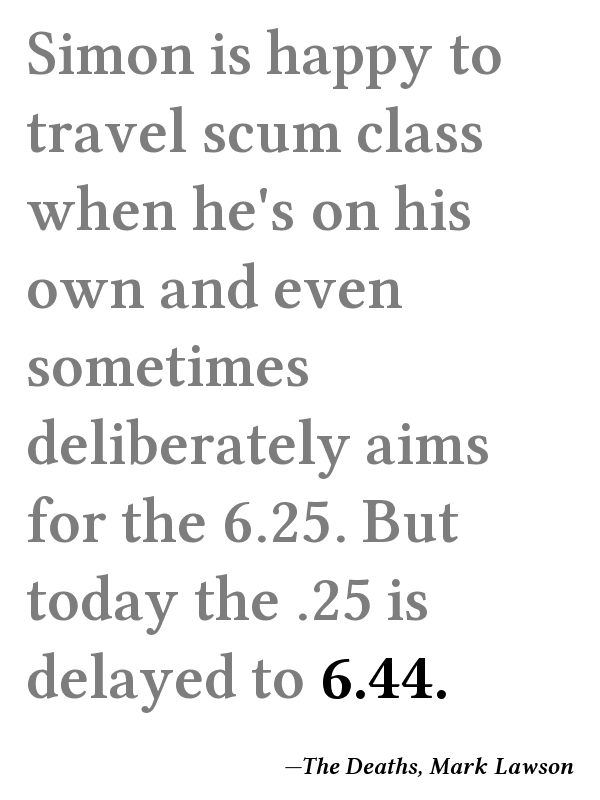 Simon is happy to
travel scum class
when he's on his
own and even
sometimes
deliberately aims
for the 6.25. But
today the .25 is
delayed to 6.44.
—The Deaths, Mark Lawson